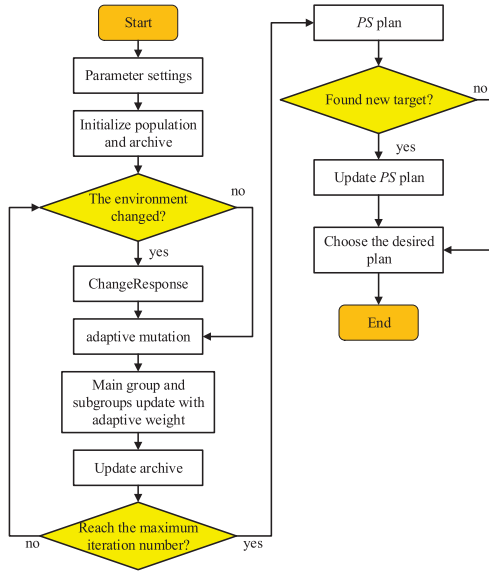 Start
Parameter settings
Initialize population
and archive
The environment
changed?
no
yes
ChangeResponse
adaptive mutation
Main group and
subgroups update with
adaptive weight
Update archive
Reach the maximum
iteration number?
no
yes
PS plan
Found new target?
no
yes
Update PS plan
Choose the desired
plan
End